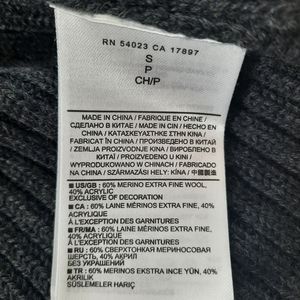 RN 54023 CA 17897
S
P
CH/P
MADE IN CHINA / FABRIQUE EN CHINE /
СДЕЛАНО В КИТАЕ / MADE IN CIN / HECHO EN
CHINA / ΚΑΤΑΣΚΕΥΑΣΤΗΚΕ ΣΤΗΝ ΚΙΝΑ /
FABRICAT ÎN CHINA / ПРОИЗВЕДЕНО В КИТАЙ
/ ZEMLJA PROIZVODNJE KINA / ВИРОБЛЕНО В
КИТАЇ / PROIZVEDENO U KINI /
WYPRODUKOWANO W CHINACH / FABRICADO
NA CHINA / SZÁRMAZÁSI HELY: KÍNA / 中国制造
■ US/GB : 60% MERINO EXTRA FINE WOOL,
40% ACRYLIC
EXCLUSIVE OF DECORATION
■ CA : 60% LAINE MÉRINOS EXTRA FINE, 40%
ACRYLIQUE
À L'EXCEPTION DES GARNITURES
■ FR/MA : 60% LAINE MÉRINOS EXTRA FINE,
40% ACRYLIQUE
À L'EXCEPTION DES GARNITURES
■ RU : 60% СВЕРХТОНКАЯ МЕРИНОСОВАЯ
ШЕРСТЬ, 40% АКРИЛ
БЕЗ УКРАШЕНИЙ
■ TR : 60% MERİNOS EKSTRA İNCE YÜN, 40%
AKRİLİK
SÜSLEMELER HARİÇ